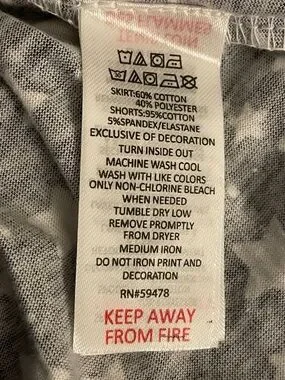 SKIRT:60% COTTON
40% POLYESTER
SHORTS:95%COTTON
5%SPANDEX/ELASTANE
EXCLUSIVE OF DECORATION
TURN INSIDE OUT
MACHINE WASH COOL
WASH WITH LIKE COLORS
ONLY NON-CHLORINE BLEACH
WHEN NEEDED
TUMBLE DRY LOW
REMOVE PROMPTLY
FROM DRYER
MEDIUM IRON
DO NOT IRON PRINT AND
DECORATION
RN#59478
KEEP AWAY
FROM FIRE